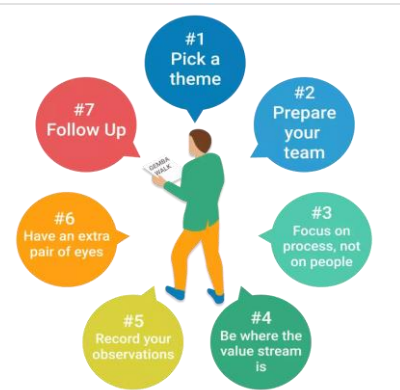 #1
Pick a
theme
#2
Prepare
your
team
#3
Focus on
process, not
on people
#4
Be where the
value stream
is
#5
Record your
observations
#6
Have an extra
pair of eyes
#7
Follow Up
GEMBA
WALK